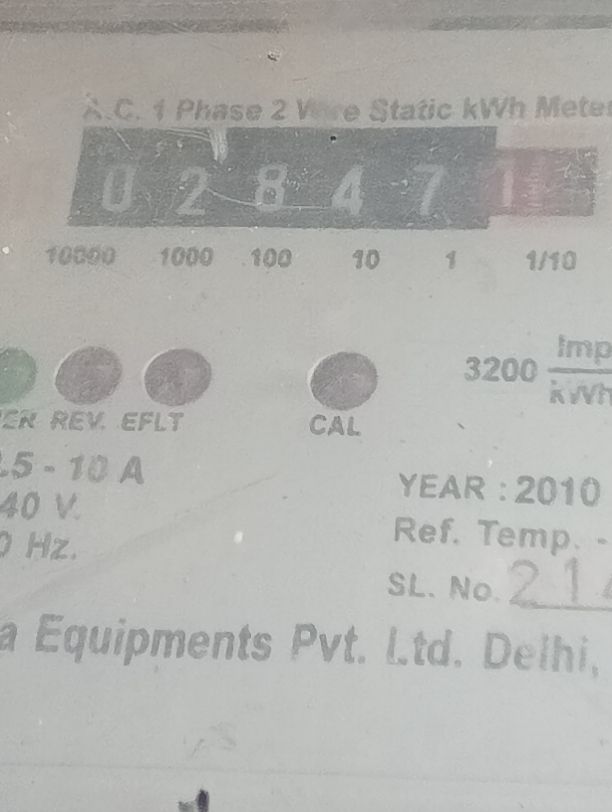 A.C. 1 Phase 2 Wire Static kWh Meter
0 2 8 4 7 1
10000 1000 100 10 1 1/10
3200 Imp
kWh
REV. EFLT CAL
.5 - 10 A
40 V.
YEAR : 2010
0 Hz.
Ref. Temp. -
SL. No. 21
a Equipments Pvt. Ltd. Delhi,